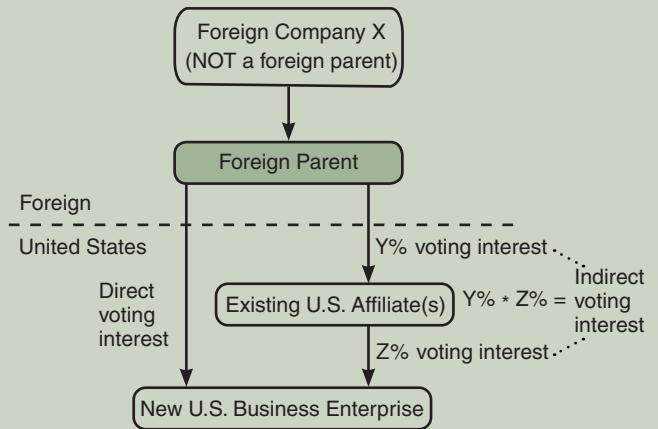 Foreign Company X
(NOT a foreign parent)
Foreign Parent
Foreign
United States
Direct
voting
interest
Y% voting interest
Existing U.S. Affiliate(s)
Y% * Z% =
Indirect
voting
interest
Z% voting interest
New U.S. Business Enterprise